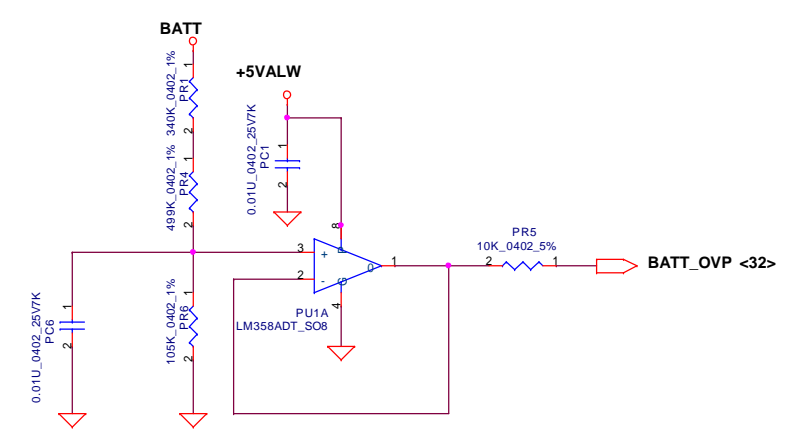 BATT
1
340K_0402_1%
PR1
2
+5VALW
1
499K_0402_1%
PR4
2
1
0.01U_0402_25V7K
PC1
2
8
P
3
+
2
-
0
1
G
4
PU1A
LM358ADT_SO8
PR5
10K_0402_5%
2
1
BATT_OVP <32>
1
0.01U_0402_25V7K
PC6
2
1
105K_0402_1%
PR6
2